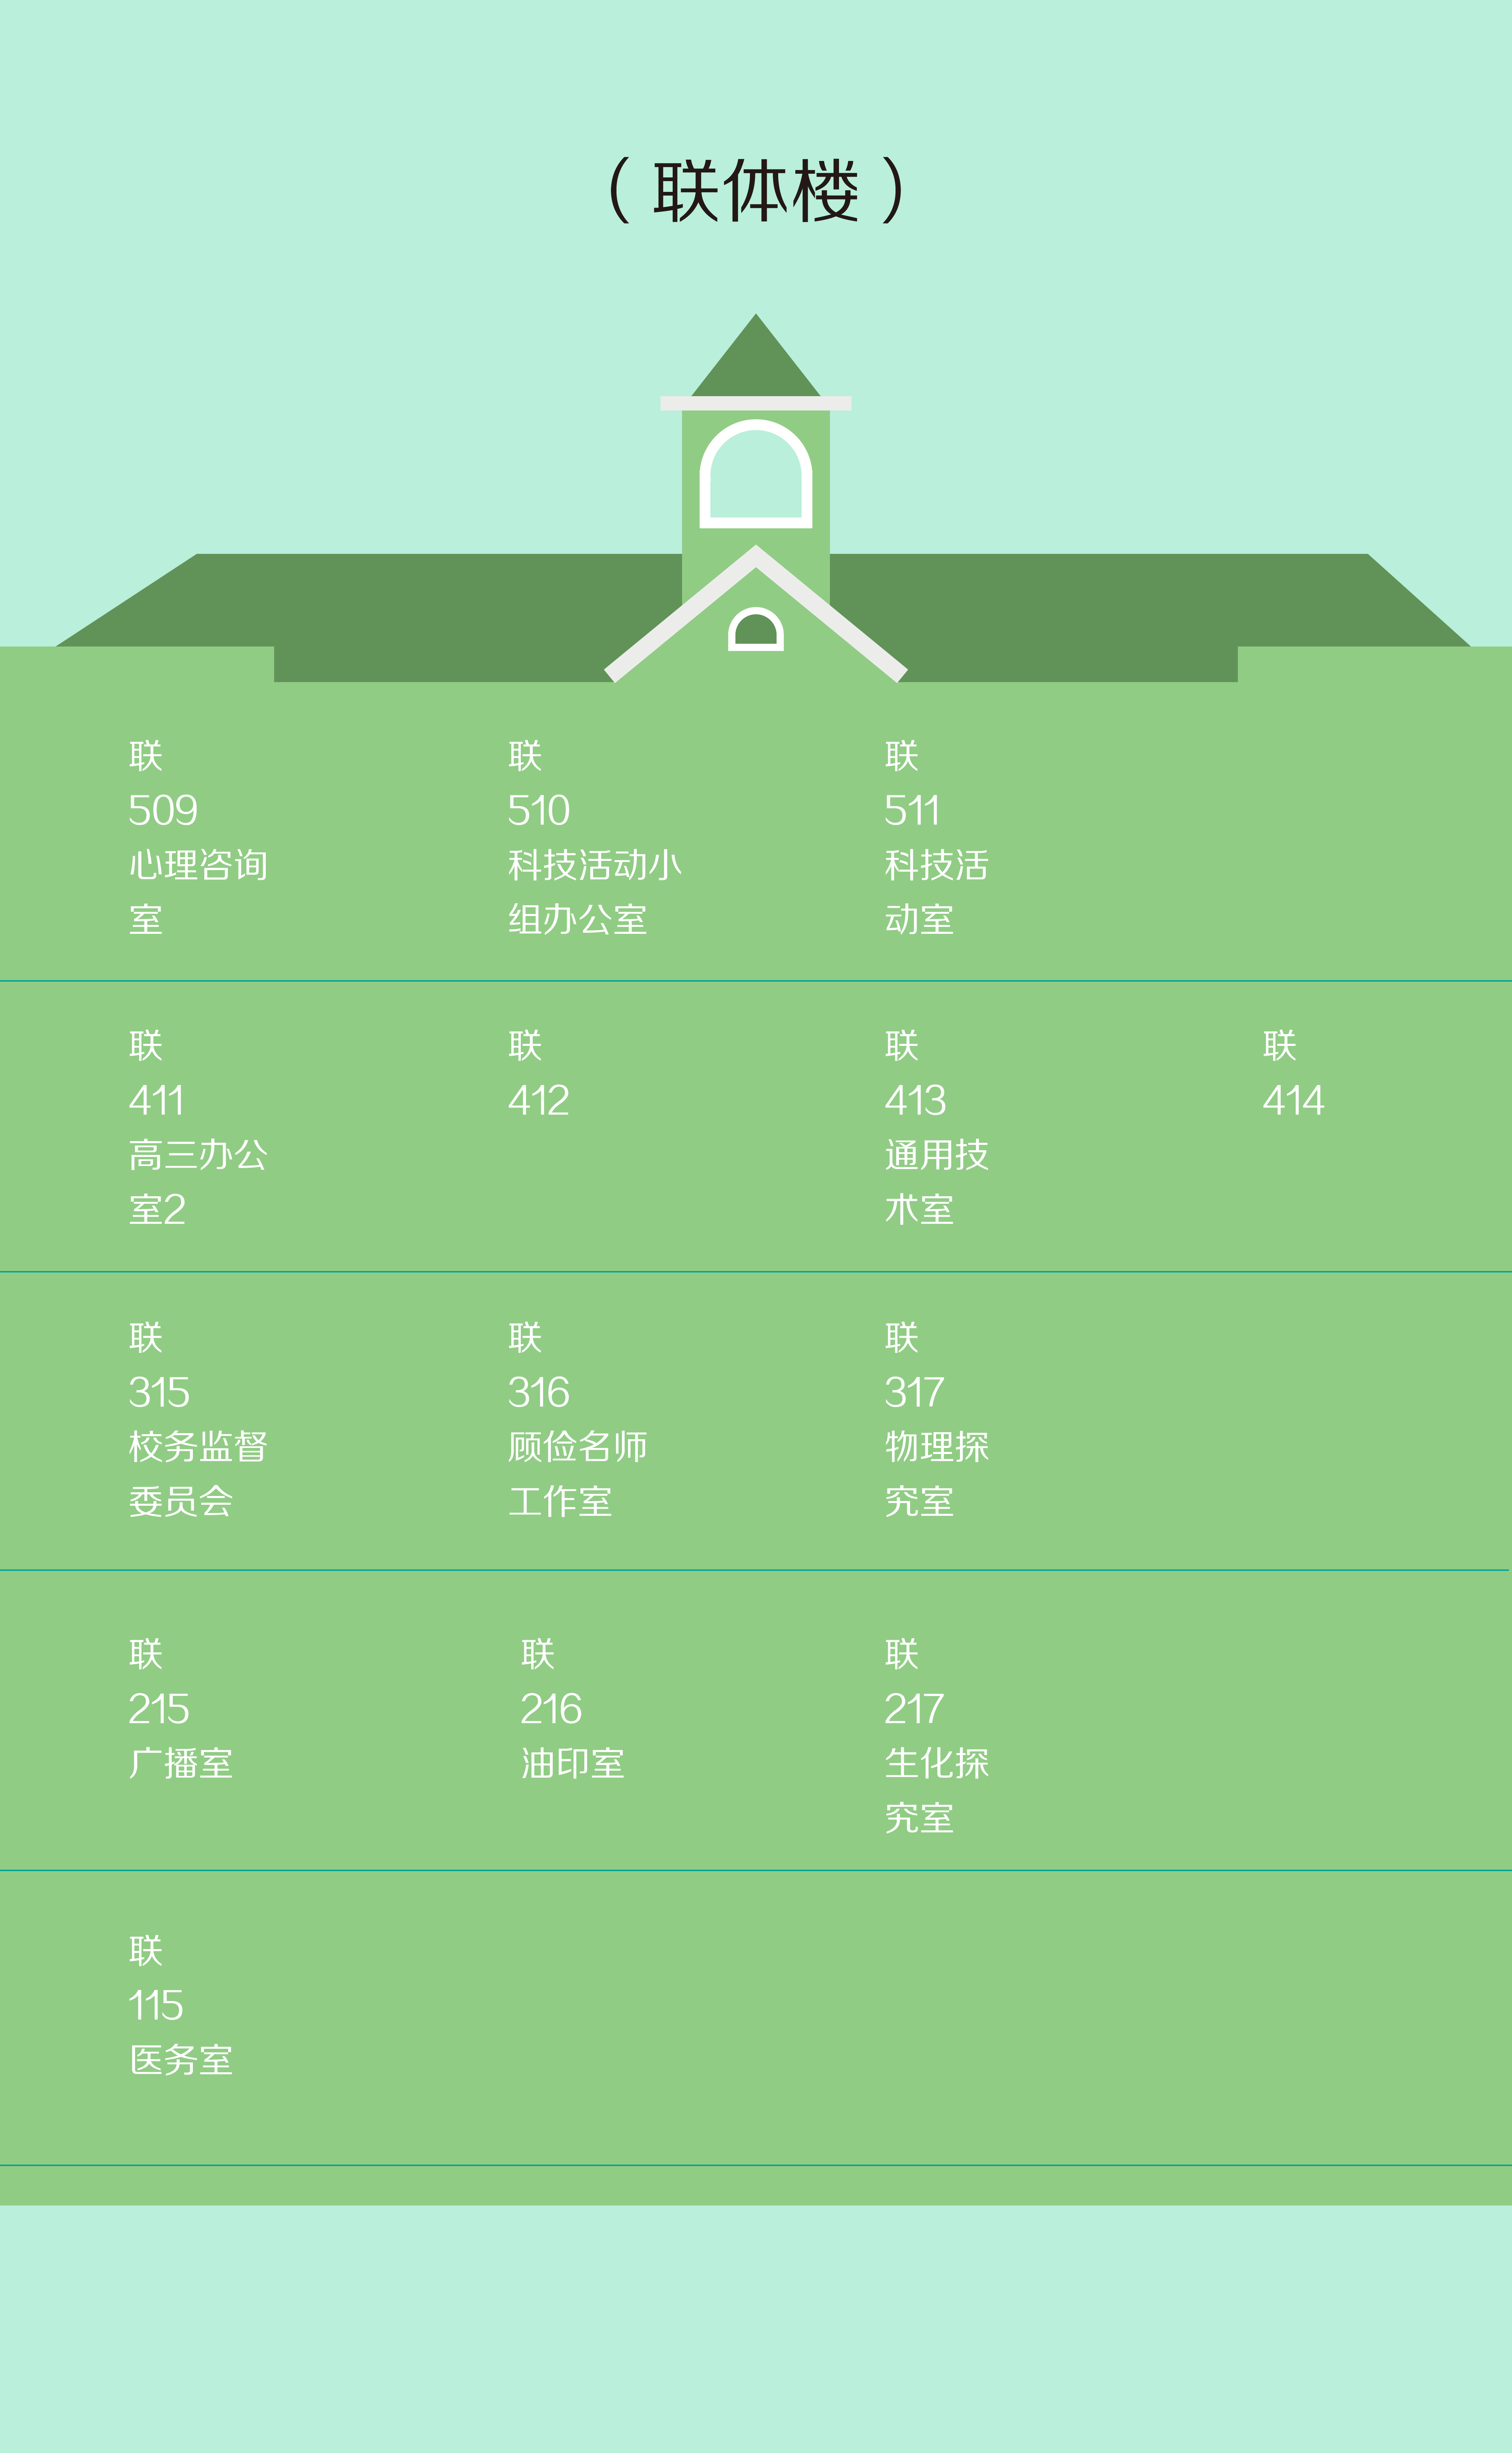 （联体楼）
联
509
心理咨询
室
联
510
科技活动小
组办公室
联
511
科技活
动室
联
411
高三办公
室2
联
412
联
413
通用技
术室
联
414
联
315
校务监督
委员会
联
316
顾俭名师
工作室
联
317
物理探
究室
联
215
广播室
联
216
油印室
联
217
生化探
究室
联
115
医务室